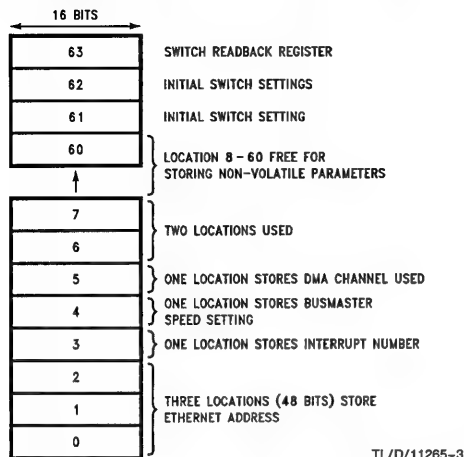 16 BITS
63 SWITCH READBACK REGISTER
62 INITIAL SWITCH SETTINGS
61 INITIAL SWITCH SETTING
60 LOCATION 8 – 60 FREE FOR
STORING NON-VOLATILE PARAMETERS
7
TWO LOCATIONS USED
6
5 ONE LOCATION STORES DMA CHANNEL USED
4 ONE LOCATION STORES BUSMASTER
SPEED SETTING
3 ONE LOCATION STORES INTERRUPT NUMBER
2
1 THREE LOCATIONS (48 BITS) STORE
ETHERNET ADDRESS
0
TL/D/11265–3